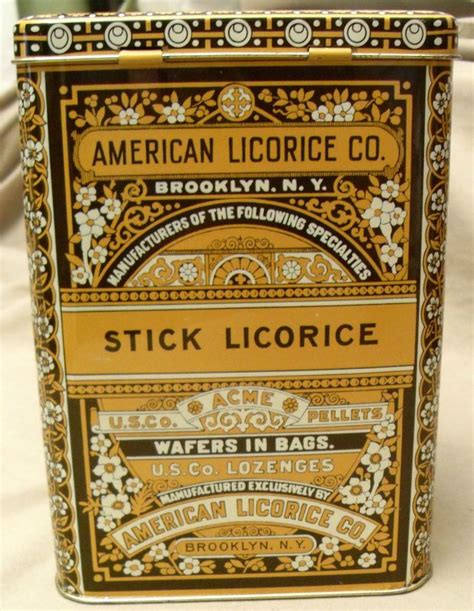 AMERICAN LICORICE CO.
BROOKLYN, N. Y.
MANUFACTURERS OF THE FOLLOWING SPECIALTIES
STICK LICORICE
ACME
U.S.Co. PELLETS
WAFERS IN BAGS.
U.S.Co. LOZENGES
MANUFACTURED EXCLUSIVELY BY
AMERICAN LICORICE CO.
BROOKLYN, N.Y.